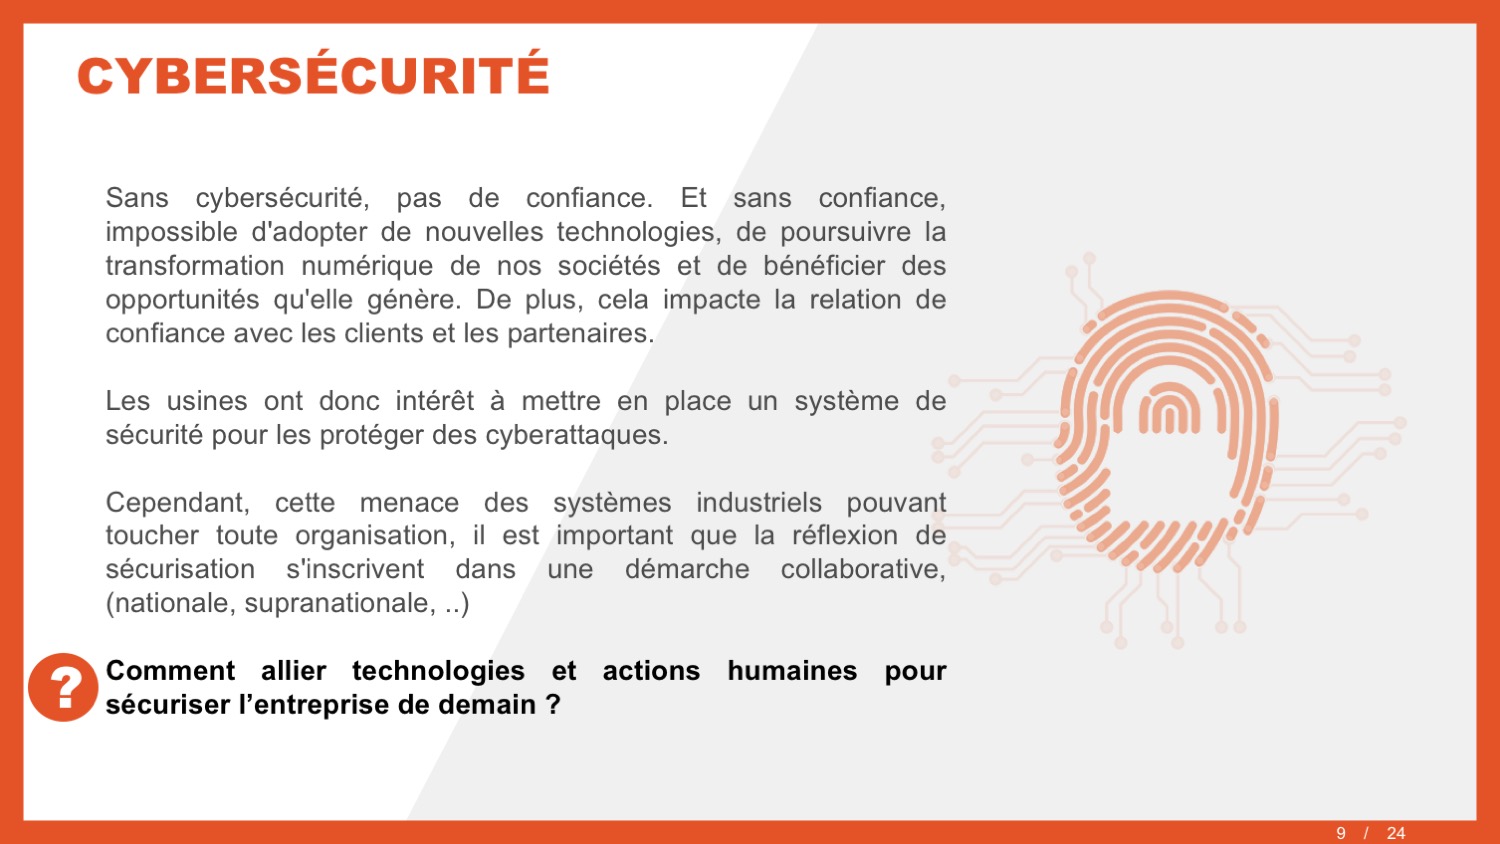 CYBERSÉCURITÉ
Sans cybersécurité, pas de confiance. Et sans confiance,
impossible d'adopter de nouvelles technologies, de poursuivre la
transformation numérique de nos sociétés et de bénéficier des
opportunités qu'elle génère. De plus, cela impacte la relation de
confiance avec les clients et les partenaires.
Les usines ont donc intérêt à mettre en place un système de
sécurité pour les protéger des cyberattaques.
Cependant, cette menace des systèmes industriels pouvant
toucher toute organisation, il est important que la réflexion de
sécurisation s'inscrivent dans une démarche collaborative,
(nationale, supranationale, ..)
?
Comment allier technologies et actions humaines pour
sécuriser l’entreprise de demain ?
9 / 24